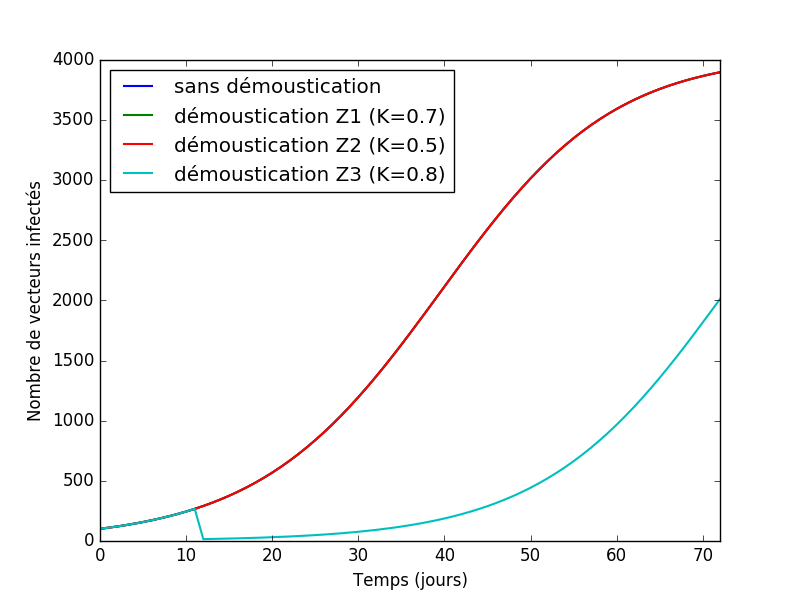 4000
3500
3000
2500
2000
1500
1000
500
0
sans démoustication
démoustication Z1 (K=0.7)
démoustication Z2 (K=0.5)
démoustication Z3 (K=0.8)
Nombre de vecteurs infectés
0 10 20 30 40 50 60 70
Temps (jours)